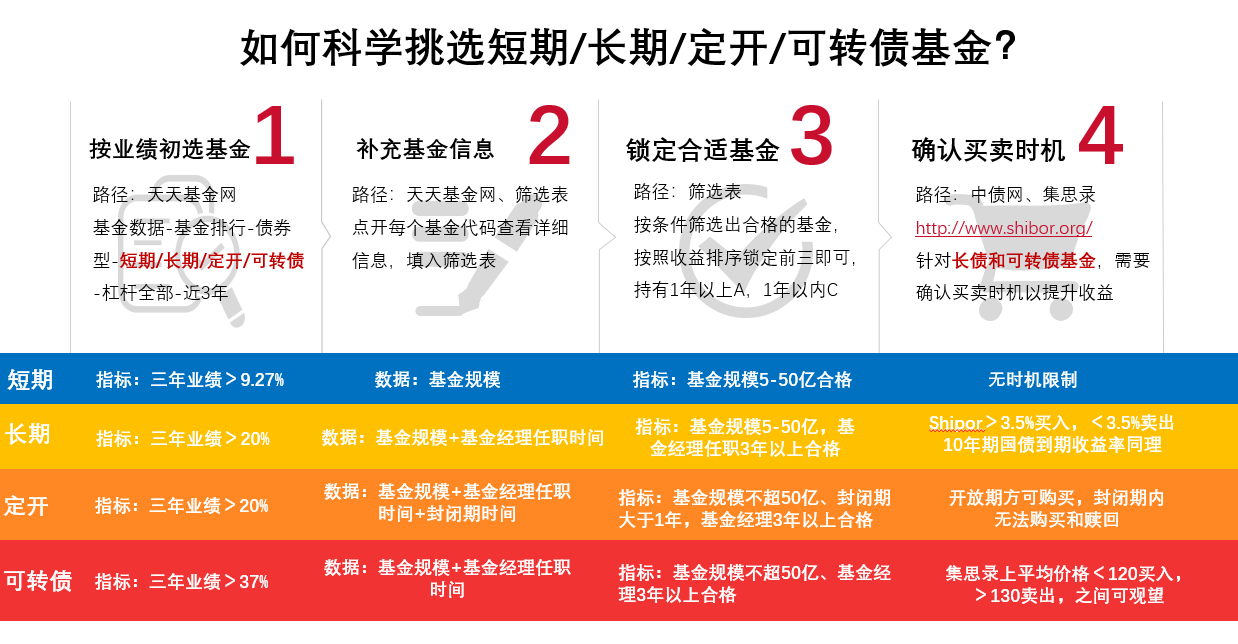 如何科学挑选短期/长期/定开/可转债基金？
按业绩初选基金 1
路径：天天基金网
基金数据-基金排行-债券
型-短期/长期/定开/可转债
-杠杆全部-近3年
补充基金信息 2
路径：天天基金网、筛选表
点开每个基金代码查看详细
信息，填入筛选表
锁定合适基金 3
路径：筛选表
按条件筛选出合格的基金，
按照收益排序锁定前三即可，
持有1年以上A，1年以内C
确认买卖时机 4
路径：中债网、集思录
http://www.shibor.org/
针对长债和可转债基金，需要
确认买卖时机以提升收益
短期
指标：三年业绩＞9.27%
数据：基金规模
指标：基金规模5-50亿合格
无时机限制
长期
指标：三年业绩＞20%
数据：基金规模+基金经理任职时间
指标：基金规模5-50亿，基
金经理任职3年以上合格
Shipor＞3.5%买入，＜3.5%卖出
10年期国债到期收益率同理
定开
指标：三年业绩＞20%
数据：基金规模+基金经理任职
时间+封闭期时间
指标：基金规模不超50亿、封闭期
大于1年，基金经理3年以上合格
开放期方可购买，封闭期内
无法购买和赎回
可转债
指标：三年业绩＞37%
数据：基金规模+基金经理任职
时间
指标：基金规模不超50亿、基金经
理3年以上合格
集思录上平均价格＜120买入，
＞130卖出，之间可观望